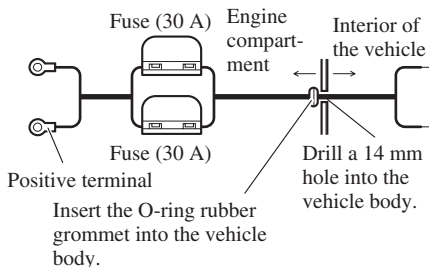 Fuse (30 A)
Engine
compart-
ment
Interior of
the vehicle
Fuse (30 A)
Positive terminal
Drill a 14 mm
hole into the
vehicle body.
Insert the O-ring rubber
grommet into the vehicle
body.